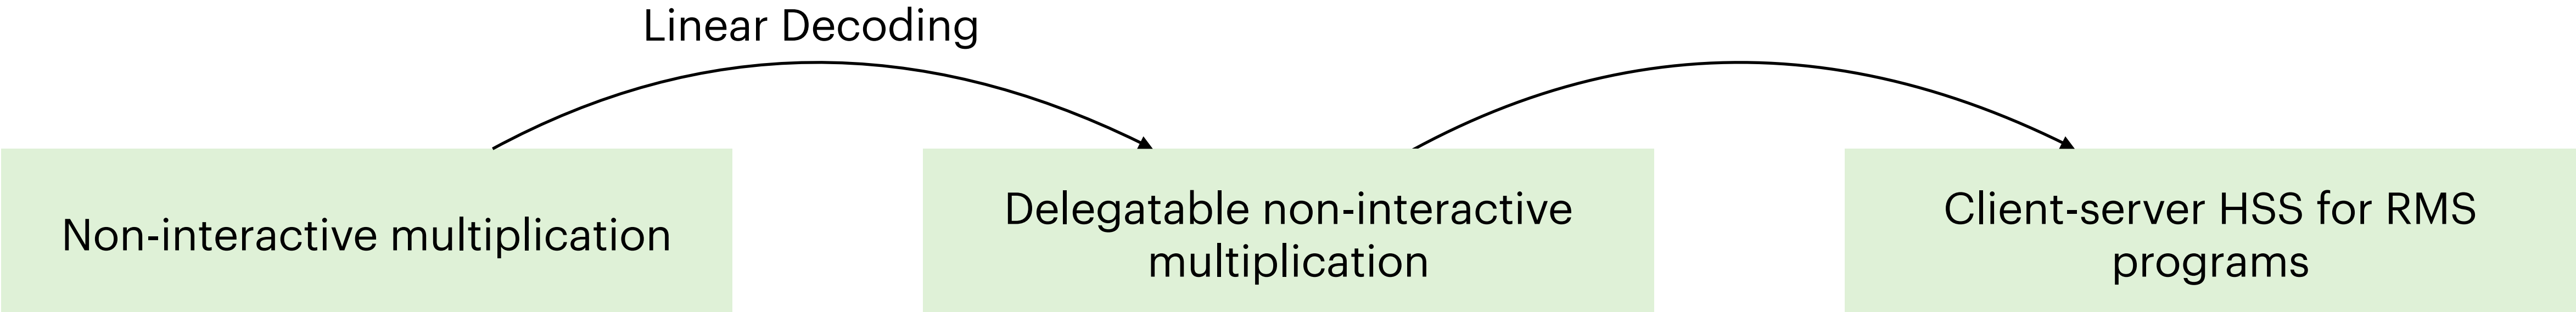 Linear Decoding
Non-interactive multiplication
Delegatable non-interactive
multiplication
Client-server HSS for RMS
programs